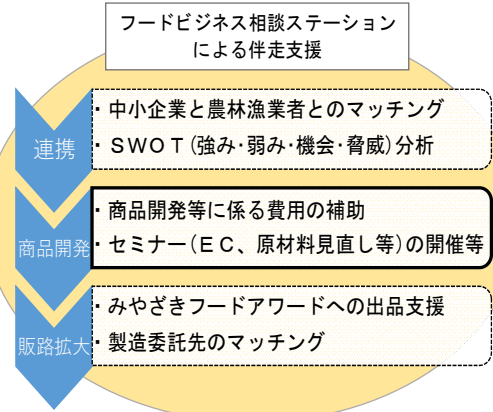 フードビジネス相談ステーション
による伴走支援
連携
・中小企業と農林漁業者とのマッチング
・ＳＷＯＴ(強み・弱み・機会・脅威)分析
商品開発
・商品開発等に係る費用の補助
・セミナー(ＥＣ、原材料見直し等)の開催等
販路拡大
・みやざきフードアワードへの出品支援
・製造委託先のマッチング